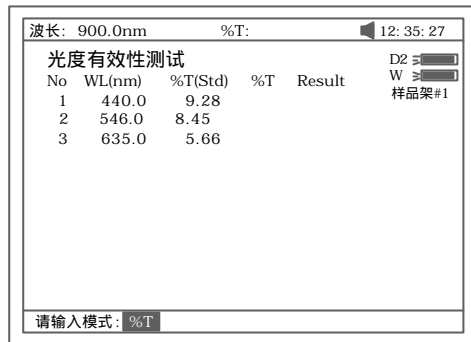 波长: 900.0nm %T: 12: 35: 27
光度有效性测试 D2
No WL(nm) %T(Std) %T Result W
1 440.0 9.28 样品架#1
2 546.0 8.45
3 635.0 5.66
请输入模式: %T